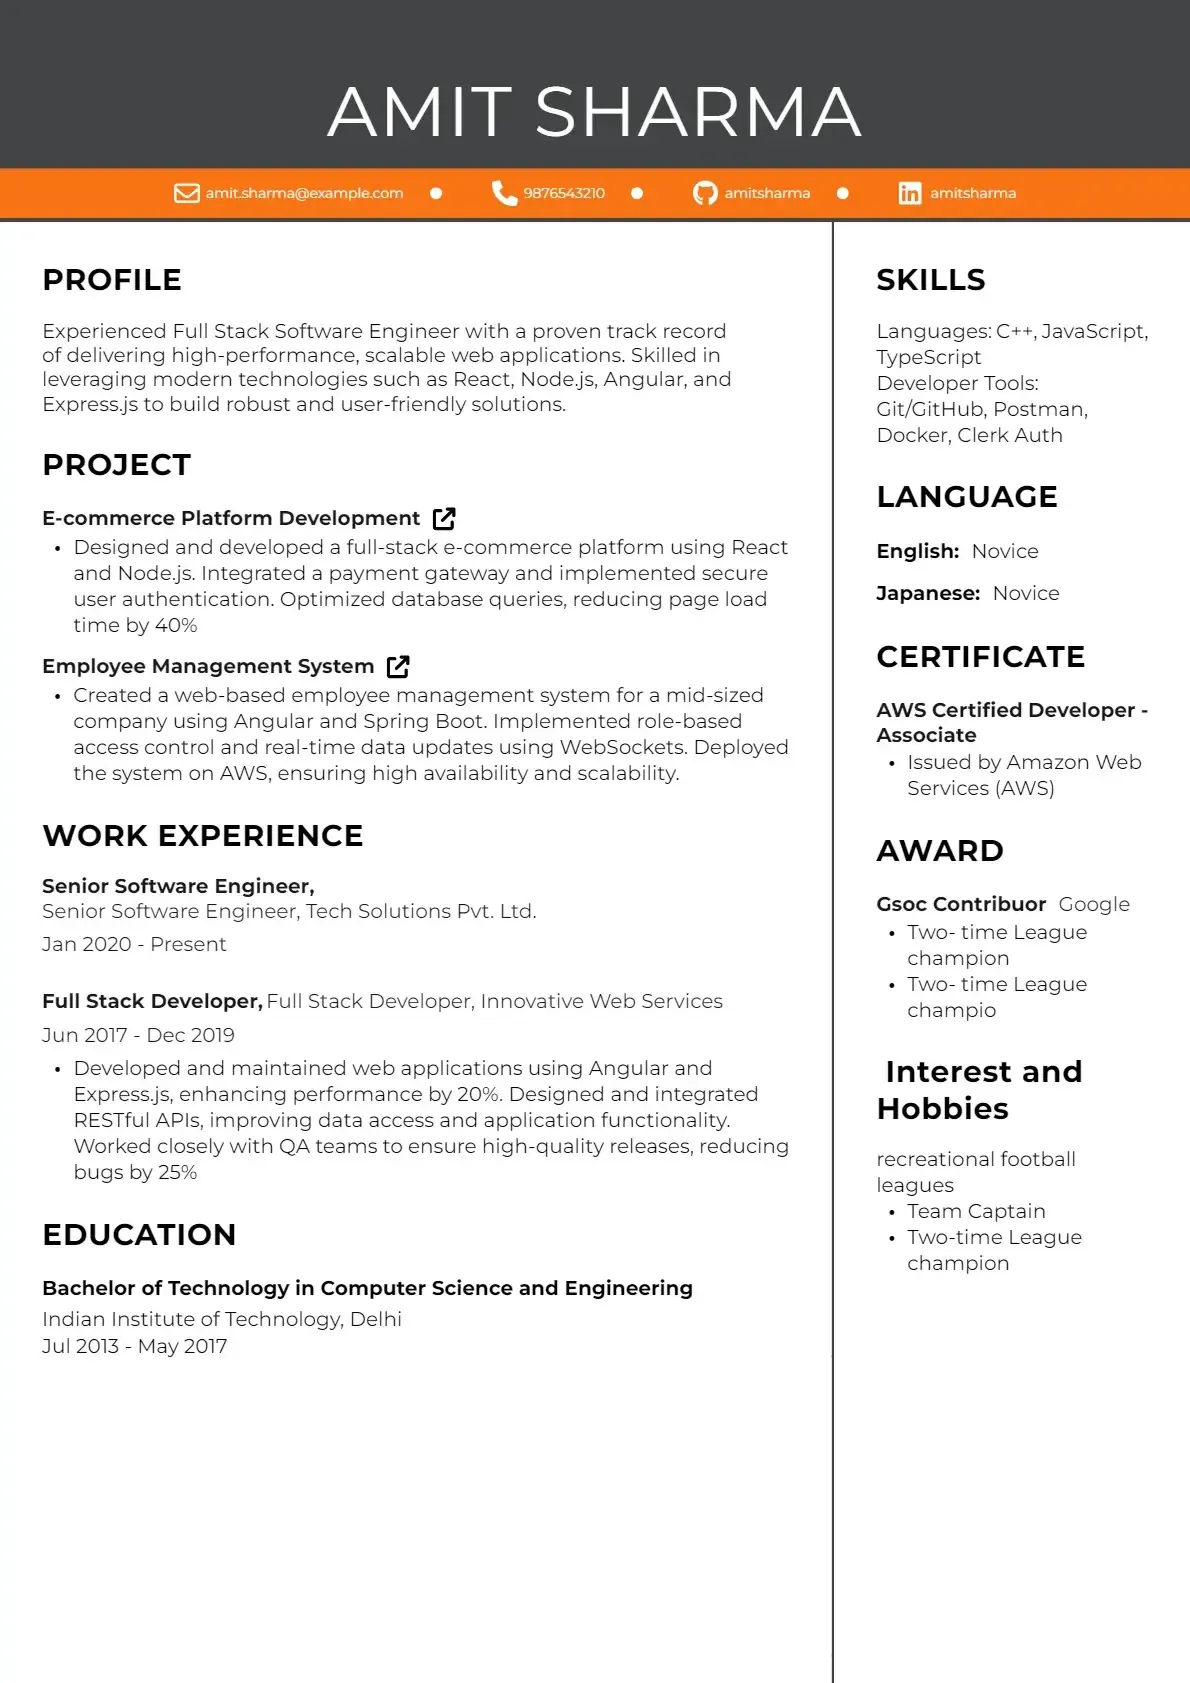 AMIT SHARMA
amit.sharma@example.com
9876543210
amitsharma
amitsharma
PROFILE
Experienced Full Stack Software Engineer with a proven track record
of delivering high-performance, scalable web applications. Skilled in
leveraging modern technologies such as React, Node.js, Angular, and
Express.js to build robust and user-friendly solutions.
PROJECT
E-commerce Platform Development
• Designed and developed a full-stack e-commerce platform using React
and Node.js. Integrated a payment gateway and implemented secure
user authentication. Optimized database queries, reducing page load
time by 40%
Employee Management System
• Created a web-based employee management system for a mid-sized
company using Angular and Spring Boot. Implemented role-based
access control and real-time data updates using WebSockets. Deployed
the system on AWS, ensuring high availability and scalability.
WORK EXPERIENCE
Senior Software Engineer,
Senior Software Engineer, Tech Solutions Pvt. Ltd.
Jan 2020 - Present
Full Stack Developer, Full Stack Developer, Innovative Web Services
Jun 2017 - Dec 2019
• Developed and maintained web applications using Angular and
Express.js, enhancing performance by 20%. Designed and integrated
RESTful APIs, improving data access and application functionality.
Worked closely with QA teams to ensure high-quality releases, reducing
bugs by 25%
EDUCATION
Bachelor of Technology in Computer Science and Engineering
Indian Institute of Technology, Delhi
Jul 2013 - May 2017
SKILLS
Languages: C++, JavaScript,
TypeScript
Developer Tools:
Git/GitHub, Postman,
Docker, Clerk Auth
LANGUAGE
English: Novice
Japanese: Novice
CERTIFICATE
AWS Certified Developer -
Associate
• Issued by Amazon Web
Services (AWS)
AWARD
Gsoc Contribuor Google
• Two- time League
champion
• Two- time League
champio
Interest and
Hobbies
recreational football
leagues
• Team Captain
• Two-time League
champion